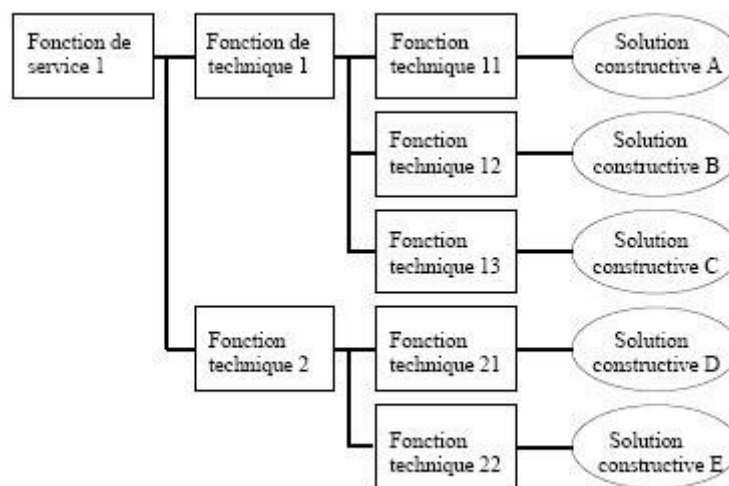 Fonction de
service 1
Fonction de
technique 1
Fonction
technique 11
Solution
constructive A
Fonction
technique 12
Solution
constructive B
Fonction
technique 13
Solution
constructive C
Fonction
technique 2
Fonction
technique 21
Solution
constructive D
Fonction
technique 22
Solution
constructive E